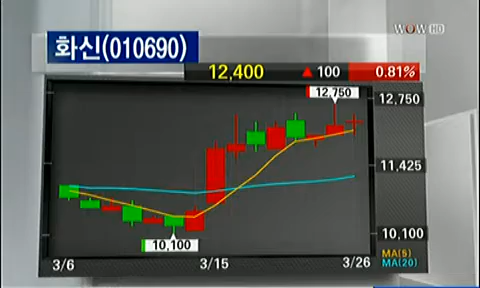 WOW HD
화신(010690)
12,400 ▲ 100 0.81%
12,750
12,750
11,425
10,100
10,100
3/6 3/15 3/26
MA(5)
MA(20)